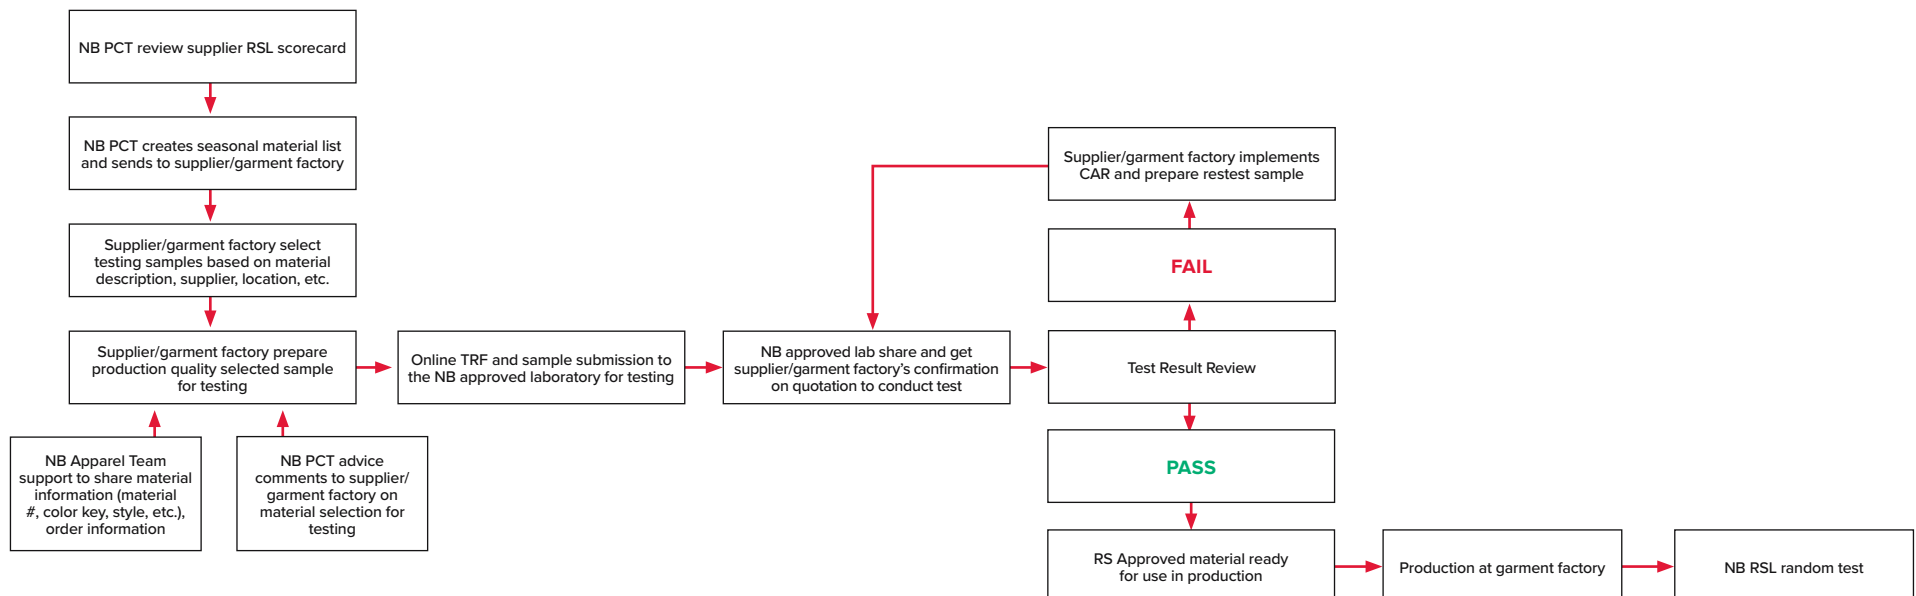 NB PCT review supplier RSL scorecard
NB PCT creates seasonal material list
and sends to supplier/garment factory
Supplier/garment factory select
testing samples based on material
description, supplier, location, etc.
Supplier/garment factory prepare
production quality selected sample
for testing
NB Apparel Team
support to share material
information (material
#, color key, style, etc.),
order information
NB PCT advice
comments to supplier/
garment factory on
material selection for
testing
Online TRF and sample submission to
the NB approved laboratory for testing
NB approved lab share and get
supplier/garment factory's confirmation
on quotation to conduct test
Supplier/garment factory implements
CAR and prepare restest sample
FAIL
Test Result Review
PASS
RS Approved material ready
for use in production
Production at garment factory
NB RSL random test